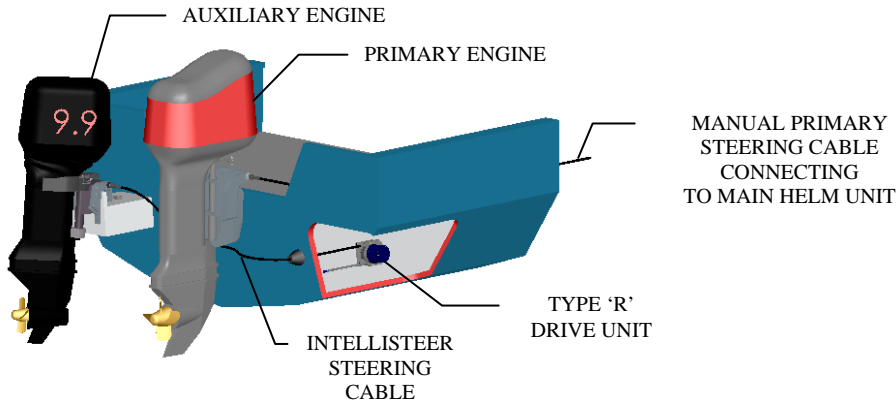 AUXILIARY ENGINE
PRIMARY ENGINE
9.9
MANUAL PRIMARY
STEERING CABLE
CONNECTING
TO MAIN HELM UNIT
TYPE ‘R’
DRIVE UNIT
INTELLISTEER
STEERING
CABLE